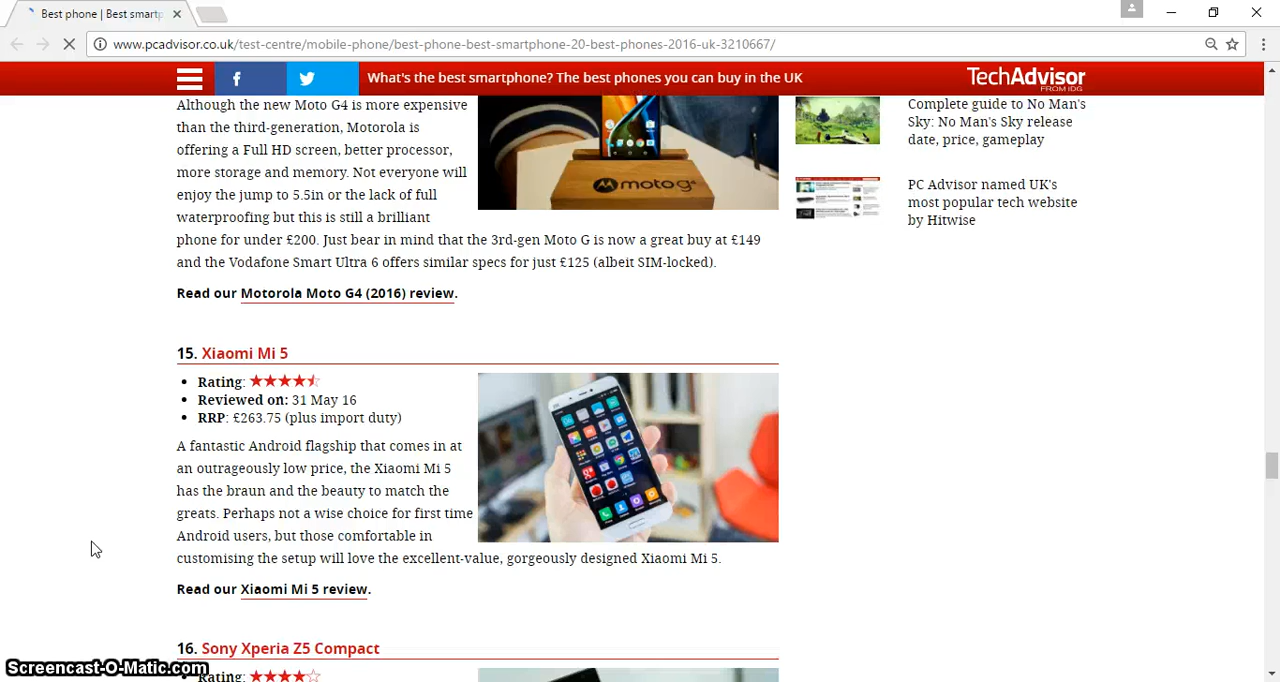 Best phone | Best smartp
www.pcadvisor.co.uk/test-centre/mobile-phone/best-phone-best-smartphone-20-best-phones-2016-uk-3210667/
What's the best smartphone? The best phones you can buy in the UK
TechAdvisor
FROM IDG
Although the new Moto G4 is more expensive
than the third-generation, Motorola is
offering a Full HD screen, better processor,
more storage and memory. Not everyone will
enjoy the jump to 5.5in or the lack of full
waterproofing but this is still a brilliant
phone for under £200. Just bear in mind that the 3rd-gen Moto G is now a great buy at £149
and the Vodafone Smart Ultra 6 offers similar specs for just £125 (albeit SIM-locked).
moto g4
Read our Motorola Moto G4 (2016) review.
15. Xiaomi Mi 5
Rating: ★★★★⯪
Reviewed on: 31 May 16
RRP: £263.75 (plus import duty)
A fantastic Android flagship that comes in at
an outrageously low price, the Xiaomi Mi 5
has the braun and the beauty to match the
greats. Perhaps not a wise choice for first time
Android users, but those comfortable in
customising the setup will love the excellent-value, gorgeously designed Xiaomi Mi 5.
Read our Xiaomi Mi 5 review.
16. Sony Xperia Z5 Compact
Rating: ★★★★☆
Complete guide to No Man's
Sky: No Man's Sky release
date, price, gameplay
PC Advisor named UK's
most popular tech website
by Hitwise
Screencast-O-Matic.com